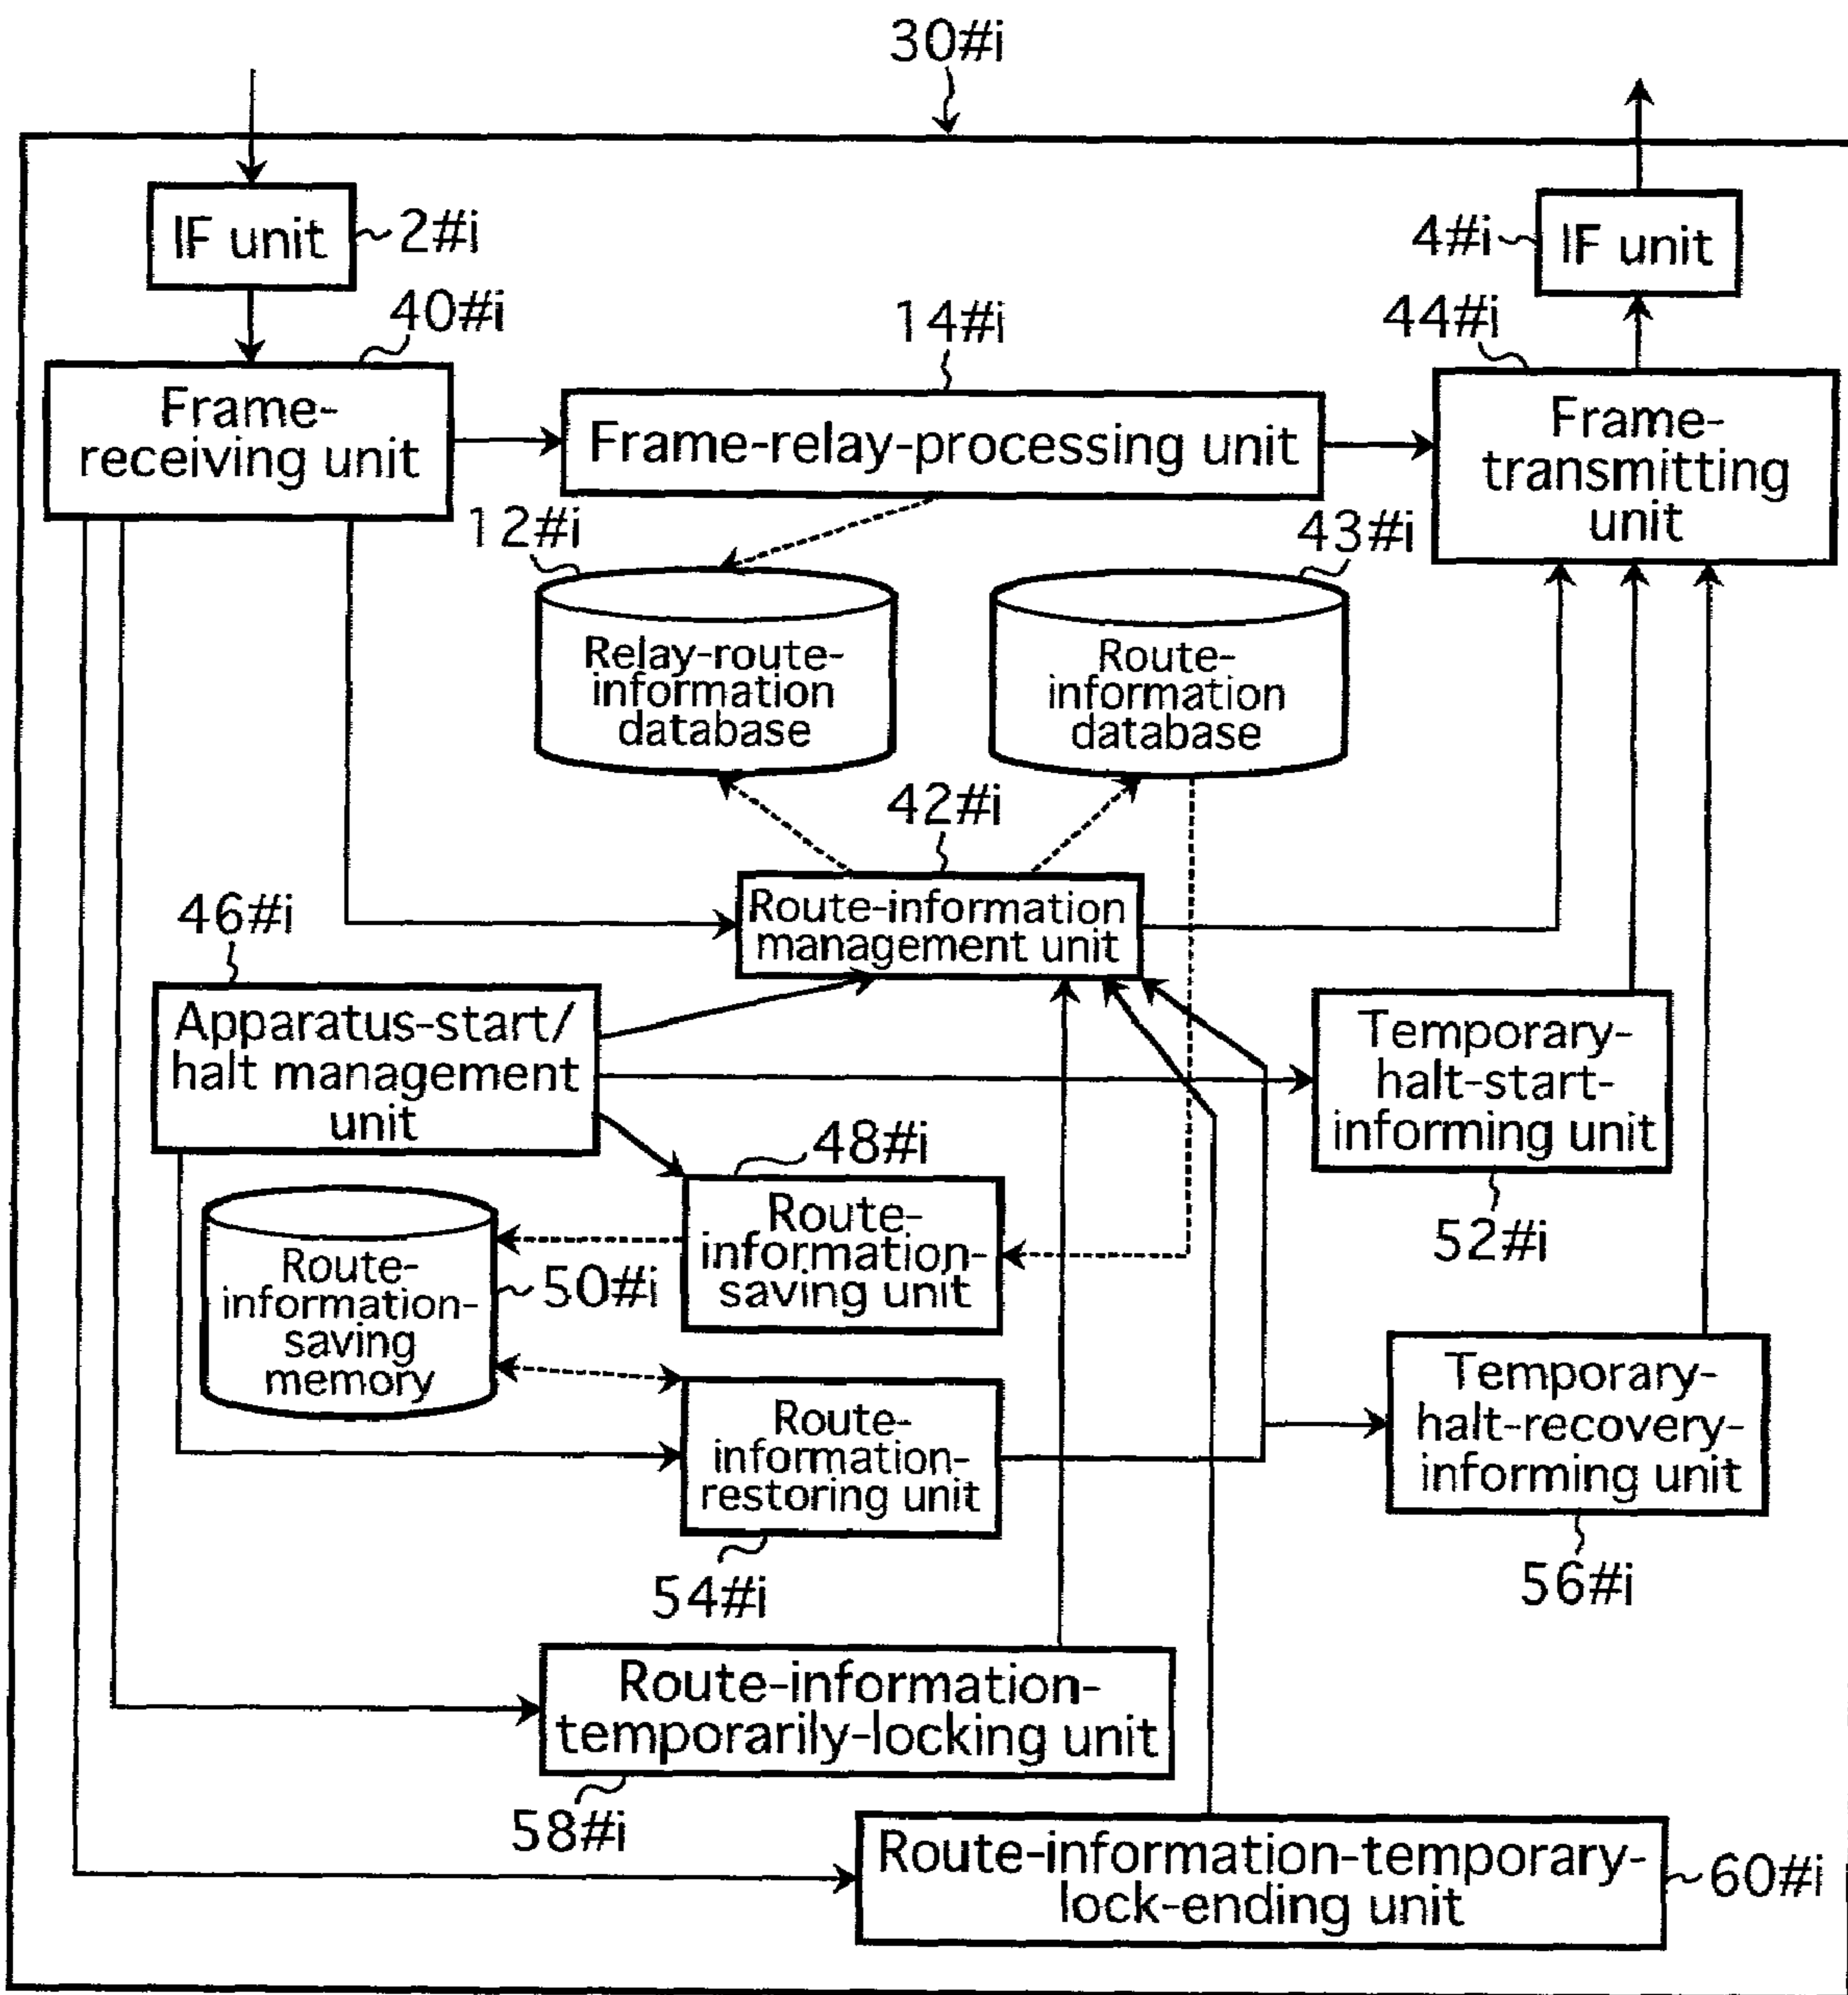 30#i
IF unit
2#i
4#i
IF unit
40#i
14#i
44#i
Frame-
receiving unit
Frame-relay-processing unit
Frame-
transmitting
unit
12#i
43#i
Relay-route-
information
database
Route-
information
database
42#i
Route-information
management unit
46#i
Apparatus-start/
halt management
unit
Temporary-
halt-start-
informing unit
52#i
48#i
Route-
information-
saving unit
Route-
information-
saving
memory
50#i
Route-
information-
restoring unit
54#i
Temporary-
halt-recovery-
informing unit
56#i
Route-information-
temporarily-locking unit
58#i
Route-information-temporary-
lock-ending unit
60#i